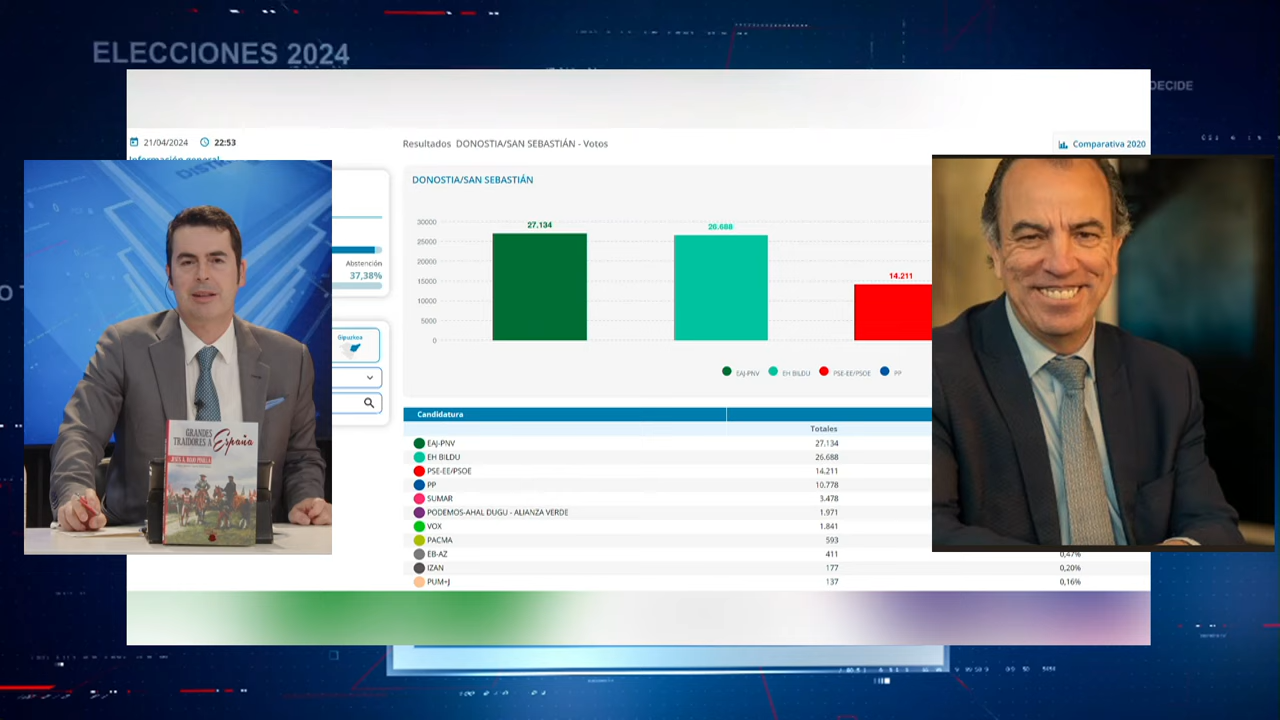 ELECCIONES 2024
DECIDE
21/04/2024 22:53
Resultados DONOSTIA/SAN SEBASTIÁN - Votos
Comparativa 2020
Información general
DONOSTIA/SAN SEBASTIÁN
30000
25000
20000
15000
10000
5000
0
27.134
26.688
14.211
Abstención
37,38%
Gipuzkoa
EAJ-PNV EH BILDU PSE-EE/PSOE PP
Candidatura
Totales
EAJ-PNV 27.134
EH BILDU 26.688
PSE-EE/PSOE 14.211
PP 10.778
SUMAR 3.478
PODEMOS-AHAL DUGU - ALIANZA VERDE 1.971
VOX 1.841
PACMA 593
EB-AZ 411 0,47%
IZAN 177 0,20%
PUM+J 137 0,16%
GRANDES
TRAIDORES A
España